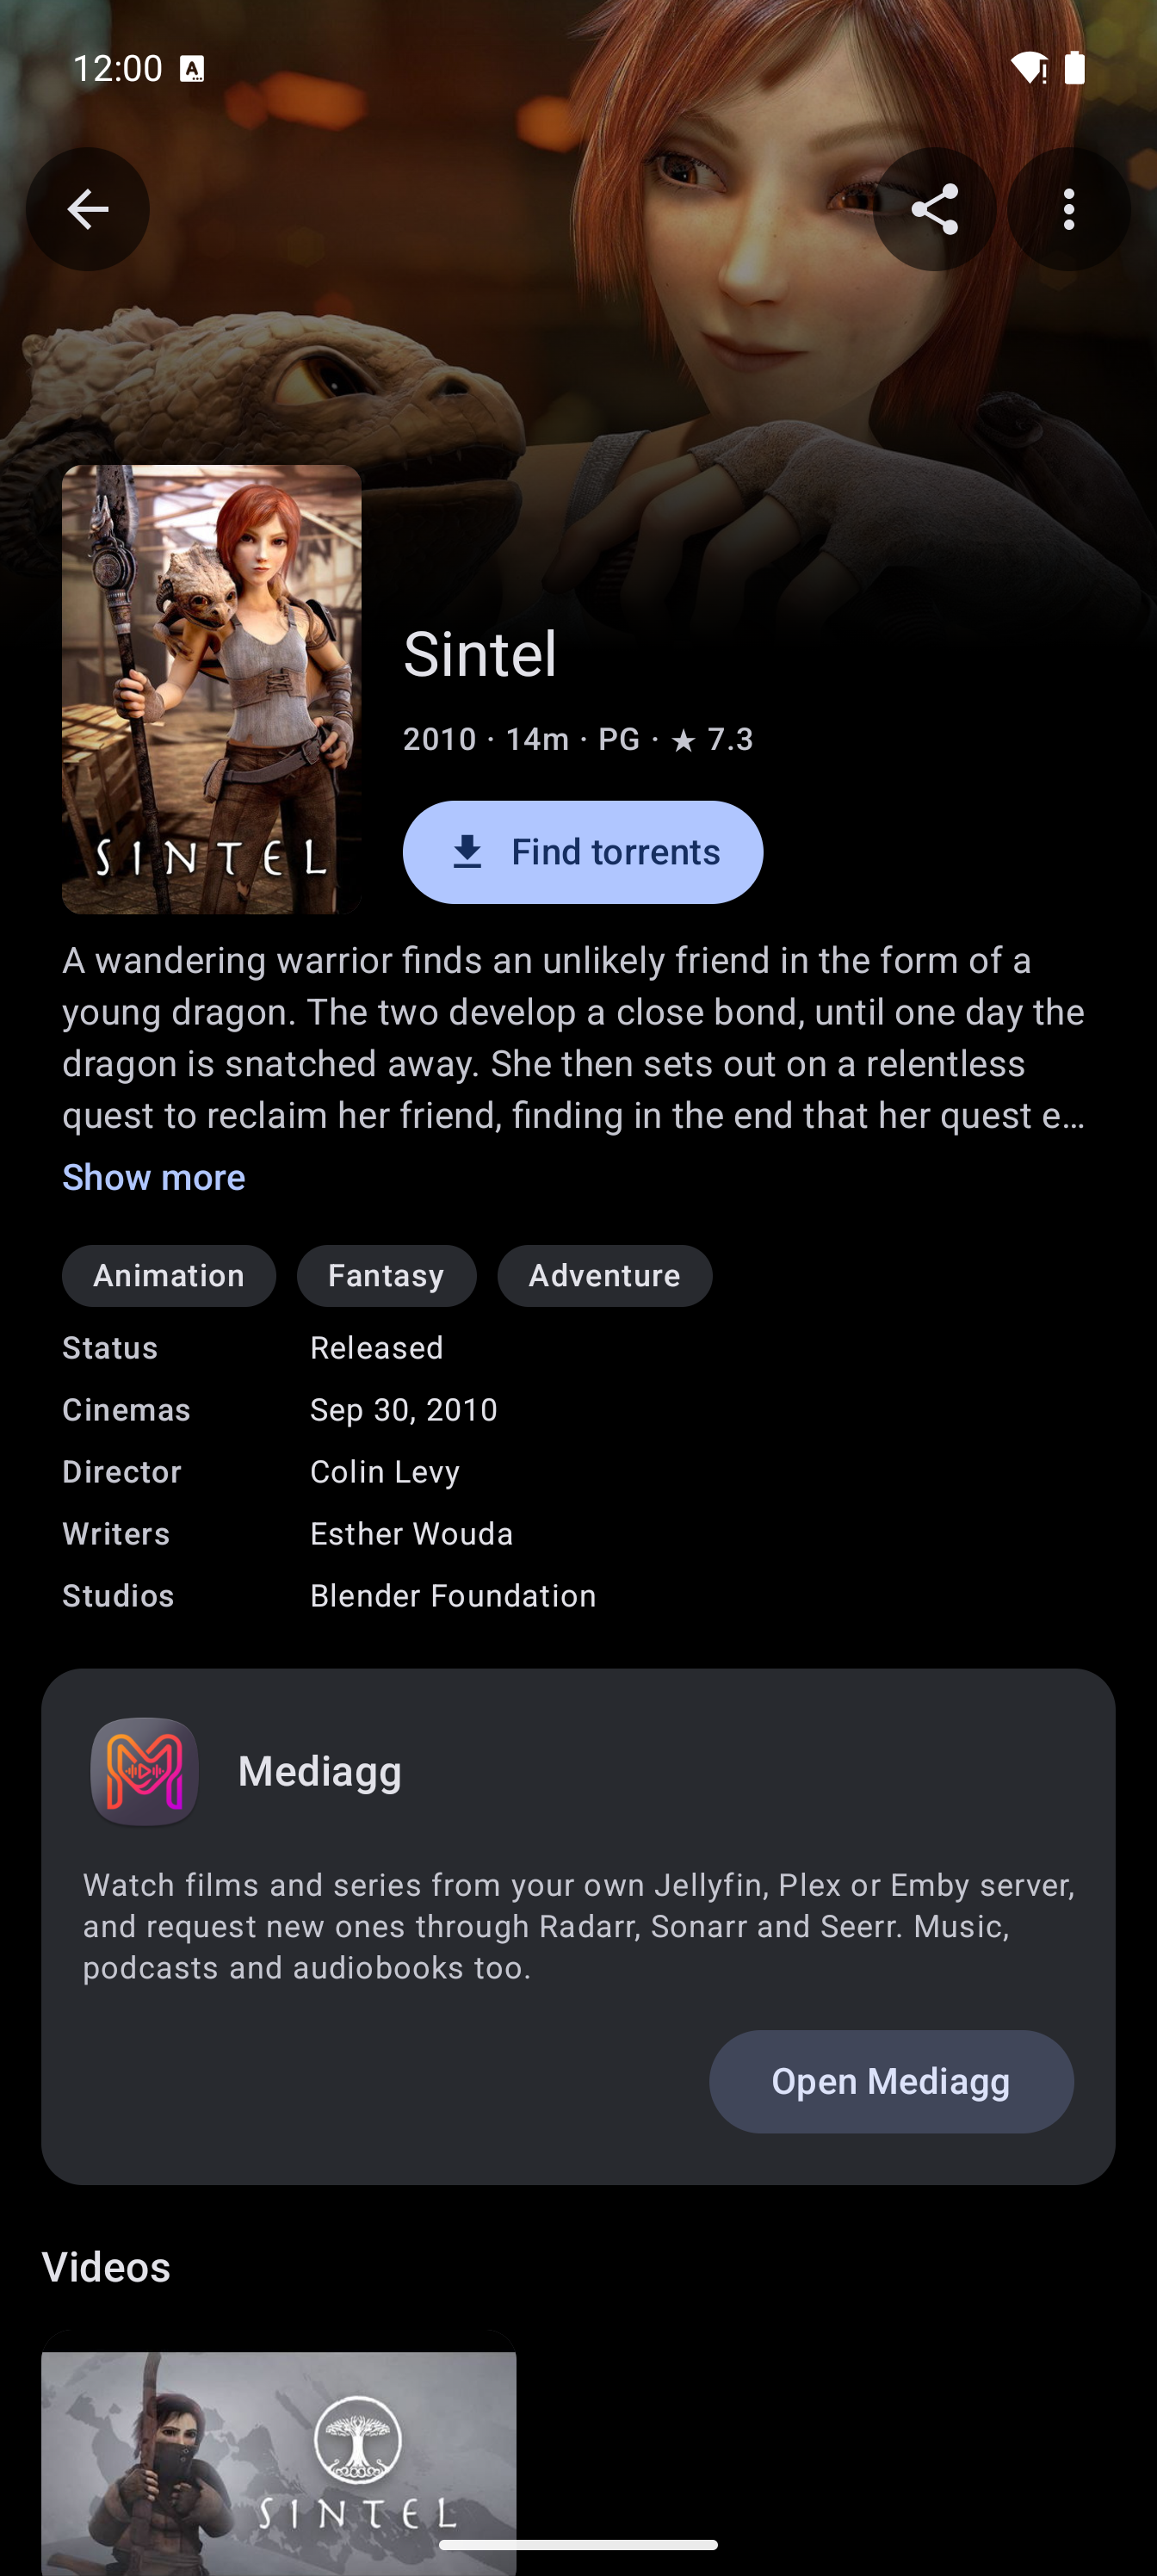 12:00
SINTEL
Sintel
2010 · 14m · PG · ★ 7.3
Find torrents
A wandering warrior finds an unlikely friend in the form of a
young dragon. The two develop a close bond, until one day the
dragon is snatched away. She then sets out on a relentless
quest to reclaim her friend, finding in the end that her quest e…
Show more
Animation Fantasy Adventure
Status Released
Cinemas Sep 30, 2010
Director Colin Levy
Writers Esther Wouda
Studios Blender Foundation
Mediagg
Watch films and series from your own Jellyfin, Plex or Emby server,
and request new ones through Radarr, Sonarr and Seerr. Music,
podcasts and audiobooks too.
Open Mediagg
Videos
SINTEL